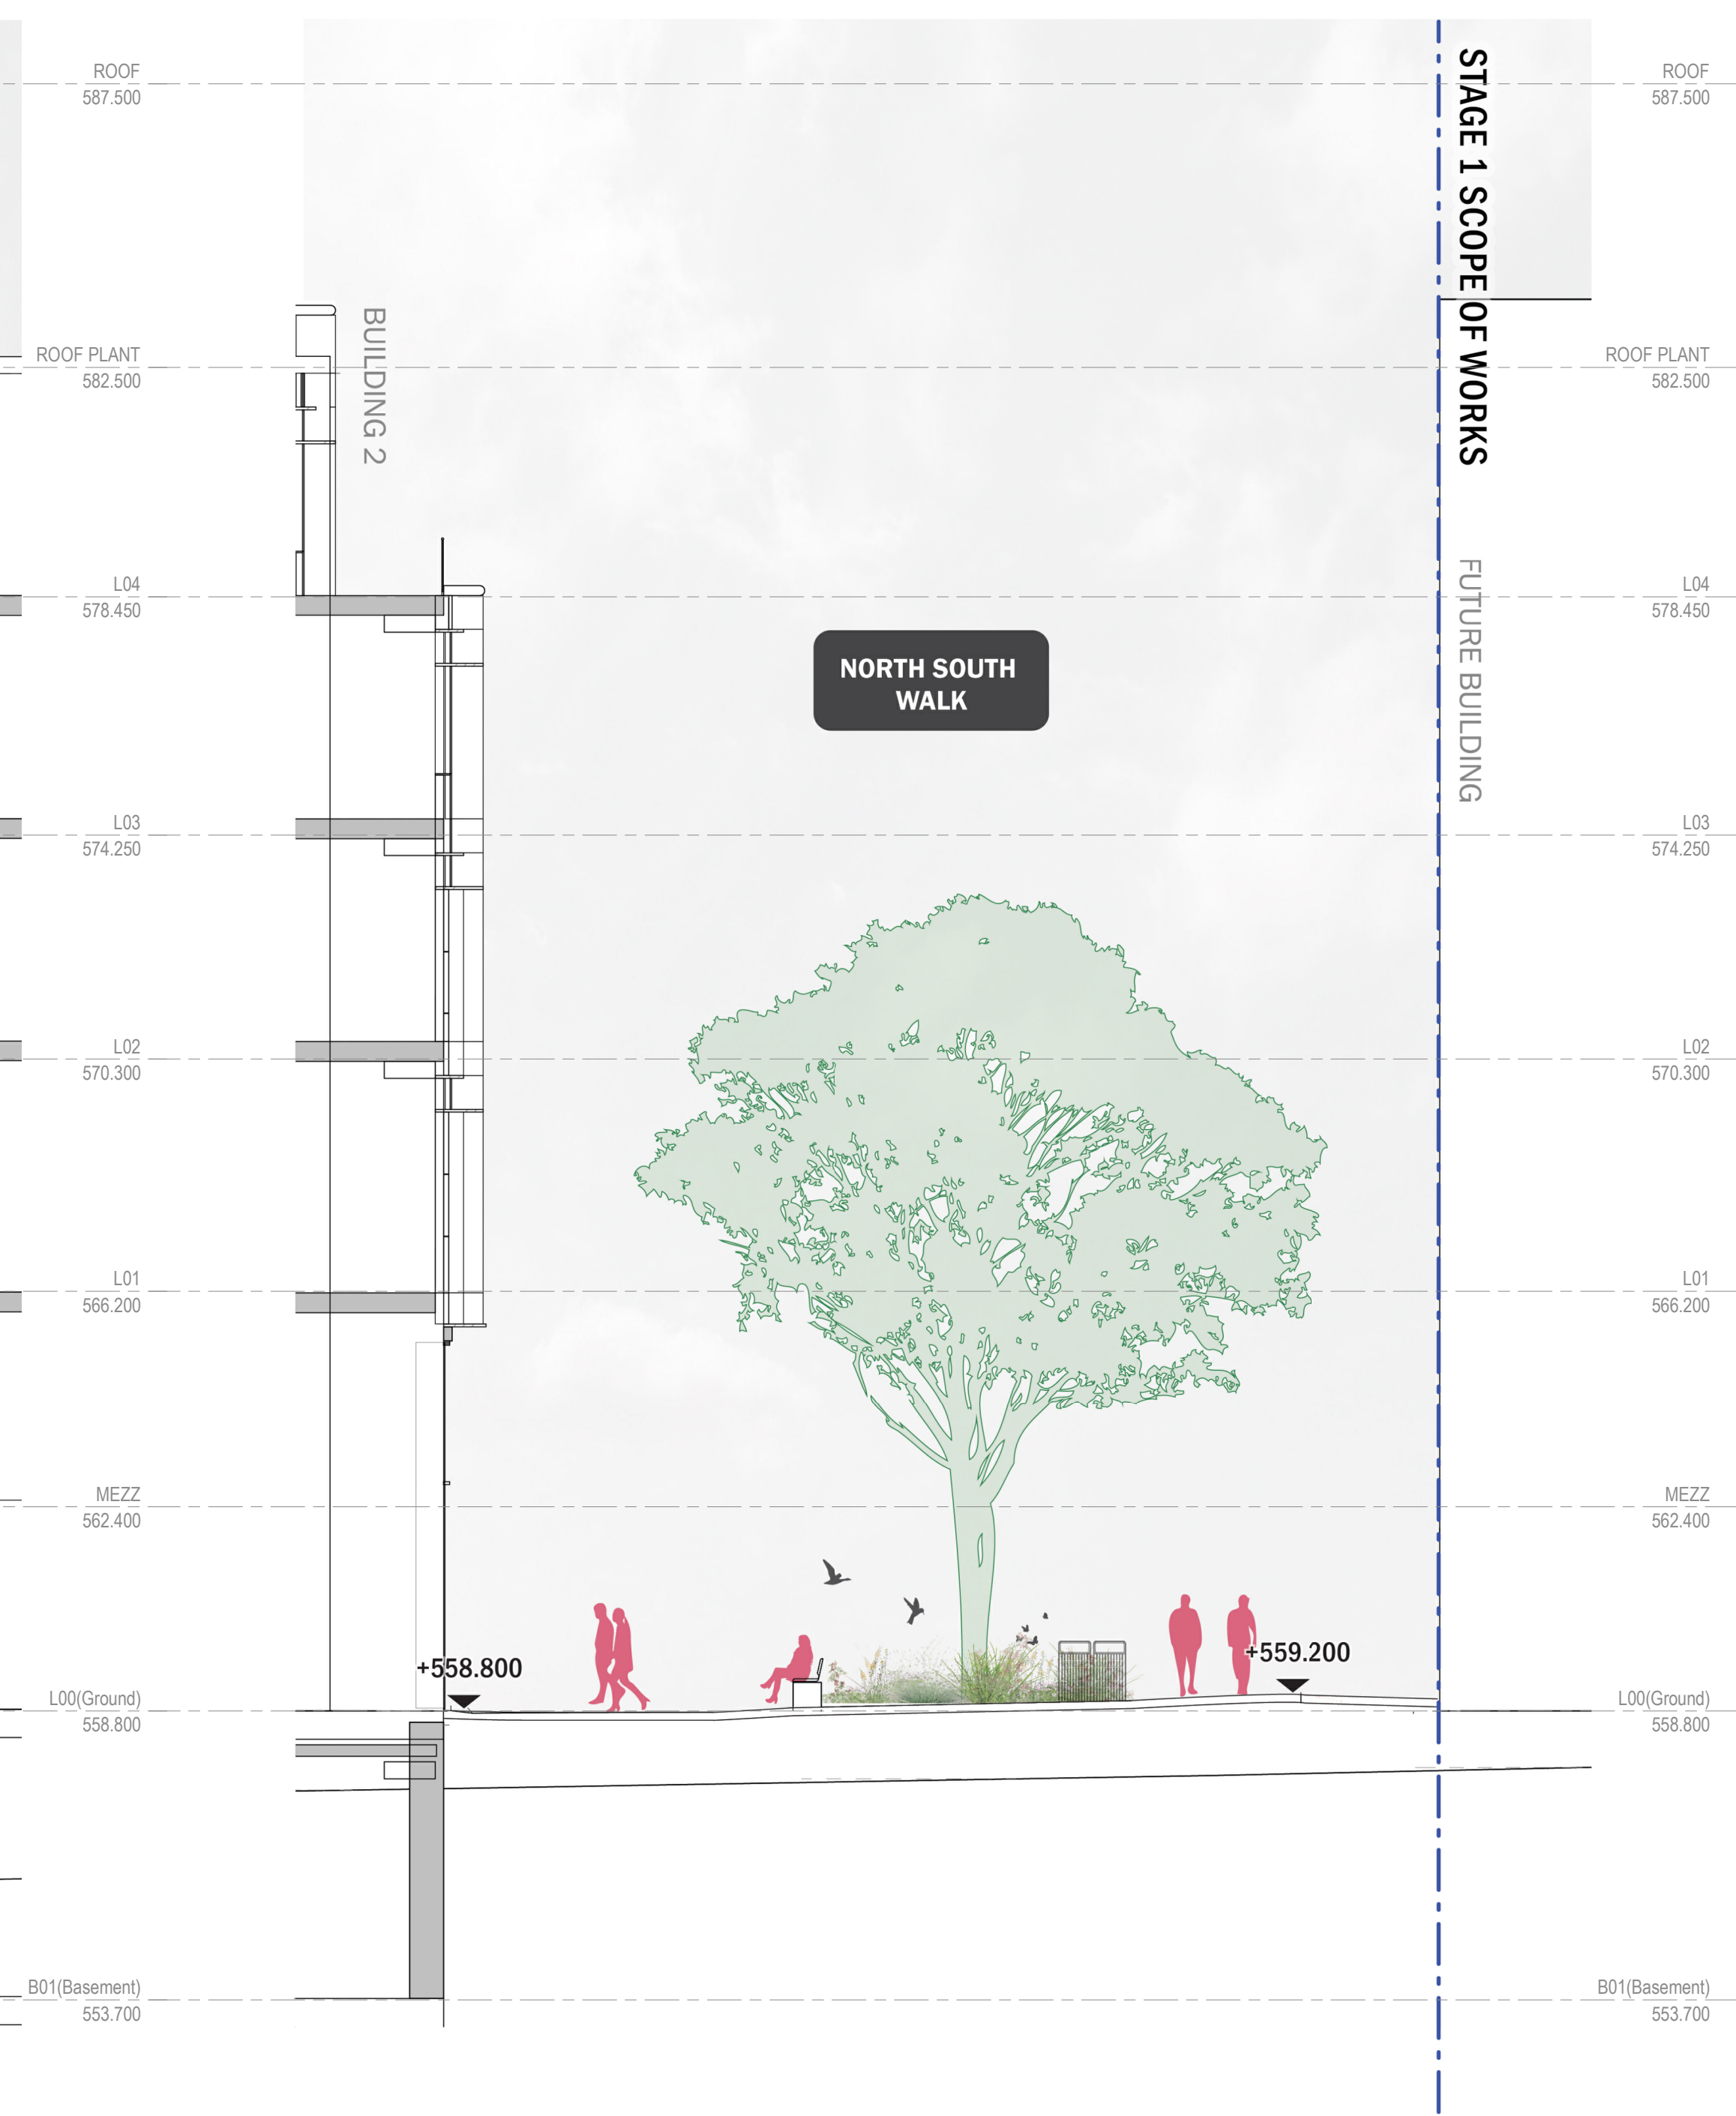 ROOF
587.500
ROOF PLANT
582.500
L04
578.450
L03
574.250
L02
570.300
L01
566.200
MEZZ
562.400
L00(Ground)
558.800
B01(Basement)
553.700
BUILDING 2
NORTH SOUTH
WALK
+558.800
+559.200
STAGE 1 SCOPE OF WORKS
FUTURE BUILDING
ROOF
587.500
ROOF PLANT
582.500
L04
578.450
L03
574.250
L02
570.300
L01
566.200
MEZZ
562.400
L00(Ground)
558.800
B01(Basement)
553.700